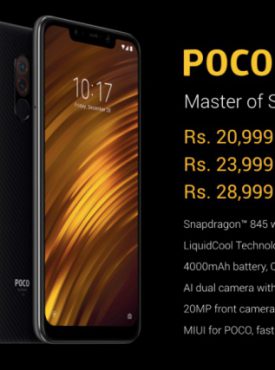 POCO
Master of S
Rs. 20,999
Rs. 23,999
Rs. 28,999
Snapdragon™ 845 w
LiquidCool Technolo
4000mAh battery, Q
AI dual camera with
20MP front camera
MIUI for POCO, fast
10:17
POCO